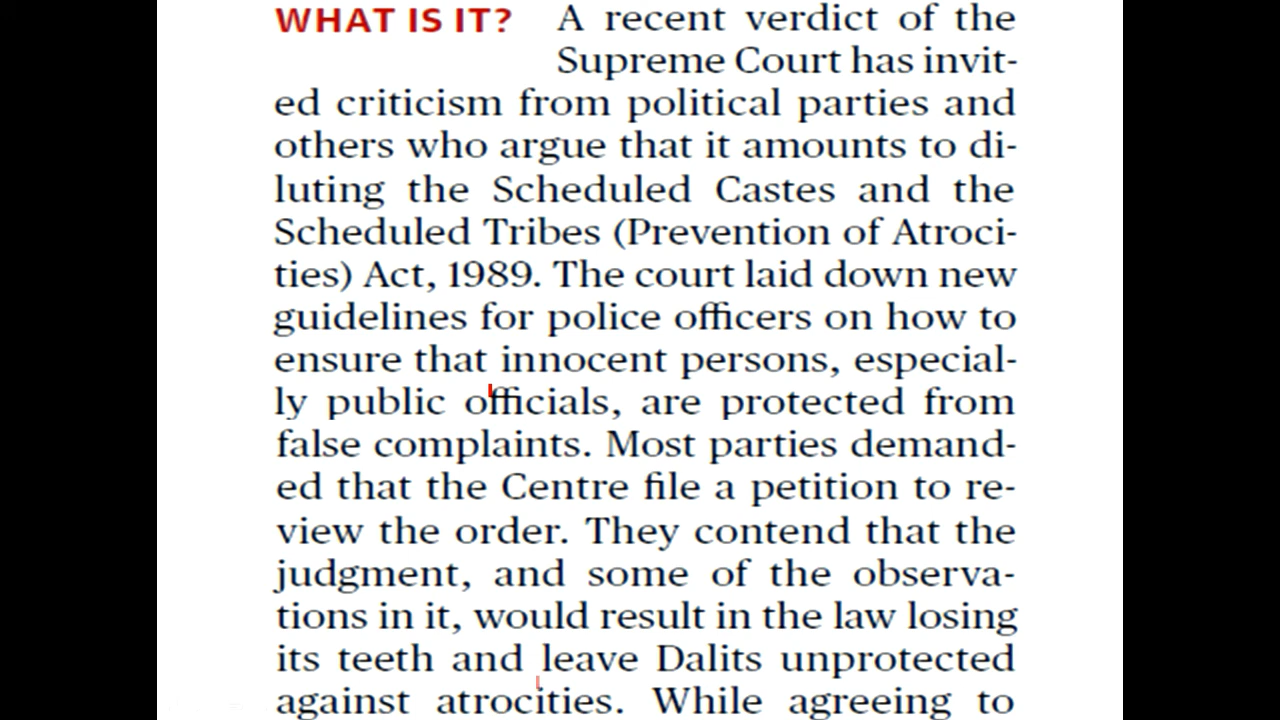 WHAT IS IT? A recent verdict of the
Supreme Court has invit-
ed criticism from political parties and
others who argue that it amounts to di-
luting the Scheduled Castes and the
Scheduled Tribes (Prevention of Atroci-
ties) Act, 1989. The court laid down new
guidelines for police officers on how to
ensure that innocent persons, especial-
ly public officials, are protected from
false complaints. Most parties demand-
ed that the Centre file a petition to re-
view the order. They contend that the
judgment, and some of the observa-
tions in it, would result in the law losing
its teeth and leave Dalits unprotected
against atrocities. While agreeing to